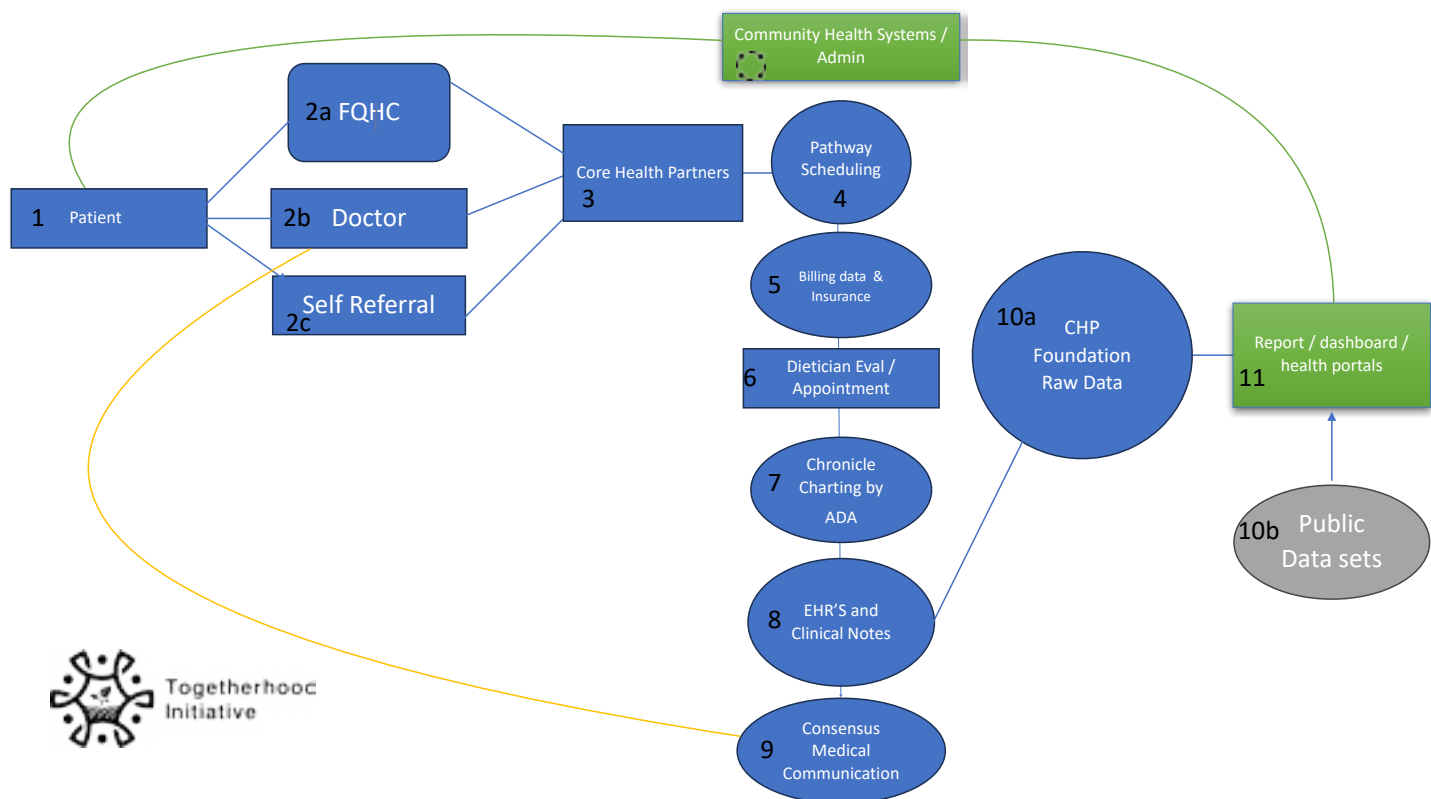 Community Health Systems /
Admin
2a FQHC
1 Patient
2b Doctor
Self Referral
2c
Core Health Partners
3
Pathway
Scheduling
4
5 Billing data &
Insurance
6 Dietician Eval /
Appointment
7 Chronicle
Charting by
ADA
8 EHR'S and
Clinical Notes
9 Consensus
Medical
Communication
10a CHP
Foundation
Raw Data
Report / dashboard /
health portals
11
10b Public
Data sets
Togetherhood
Initiative